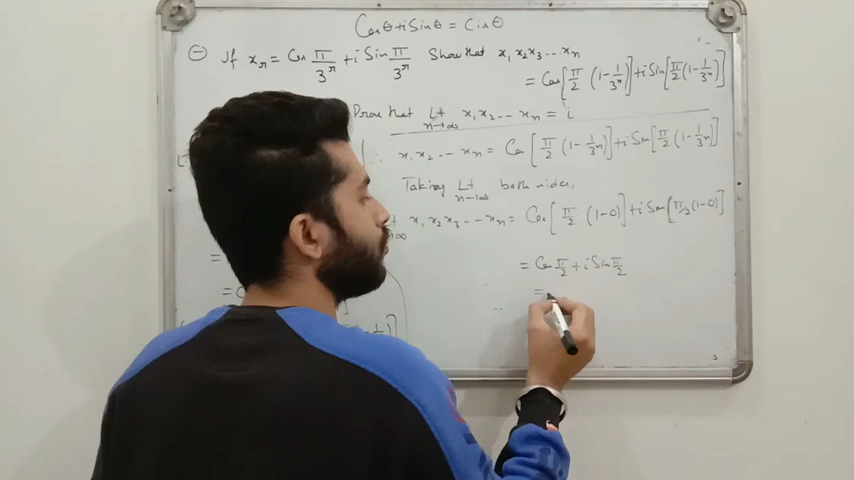 Cos θ + i Sin θ = Cis θ
If xₙ = Cos π/3ⁿ + i Sin π/3ⁿ Show that x₁ x₂ x₃ ... xₙ
= Cos [π/2 (1 - 1/3ⁿ)] + i Sin [π/2 (1 - 1/3ⁿ)]
Prove that Lt n→∞ x₁ x₂ ... xₙ = i
∴ x₁ x₂ ... xₙ = Cos [π/2 (1 - 1/3ⁿ)] + i Sin [π/2 (1 - 1/3ⁿ)]
Taking Lt n→∞ both sides,
x₁ x₂ x₃ ... xₙ = Cos [π/2 (1-0)] + i Sin [π/2 (1-0)]
= Cos π/2 + i Sin π/2
=